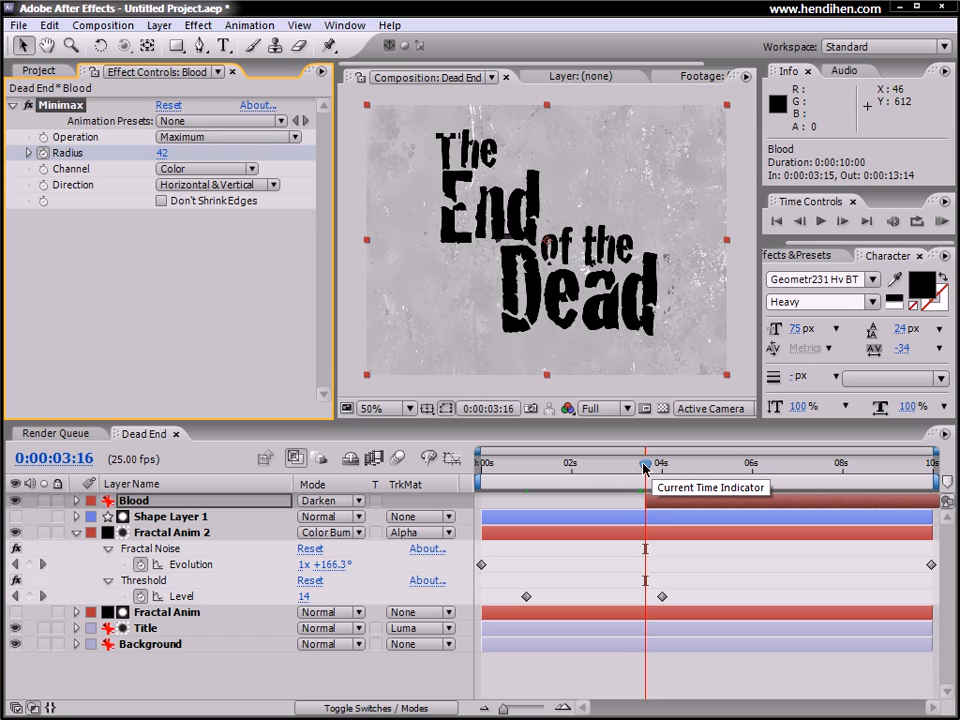 Adobe After Effects - Untitled Project.aep *
www.hendihen.com
File Edit Composition Layer Effect Animation View Window Help
Workspace: Standard
Project
Effect Controls: Blood
Dead End * Blood
Minimax Reset About...
Animation Presets: None
Operation Maximum
Radius 42
Channel Color
Direction Horizontal & Vertical
Don't Shrink Edges
Composition: Dead End
Layer: (none)
Footage:
The
End
of the
Dead
50%
0:00:03:16
Full
Active Camera
Info
Audio
R :
G :
B :
A : 0
X : 46
Y : 612
Blood
Duration: 0:00:10:00
In: 0:00:03:15, Out: 0:00:13:14
Time Controls
ffects & Presets
Character
Geometr231 Hv BT
Heavy
75 px
24 px
Metrics
-34
- px
100 %
100 %
Render Queue
Dead End
0:00:03:16
(25.00 fps)
Layer Name Mode T TrkMat
:00s 02s 04s 06s 08s 10s
Current Time Indicator
Blood Darken
Shape Layer 1 Normal None
Fractal Anim 2 Color Burn Alpha
Fractal Noise Reset About...
Evolution 1x +166.3°
Threshold Reset About...
Level 14
Fractal Anim Normal None
Title Normal Luma
Background Normal None
Toggle Switches / Modes